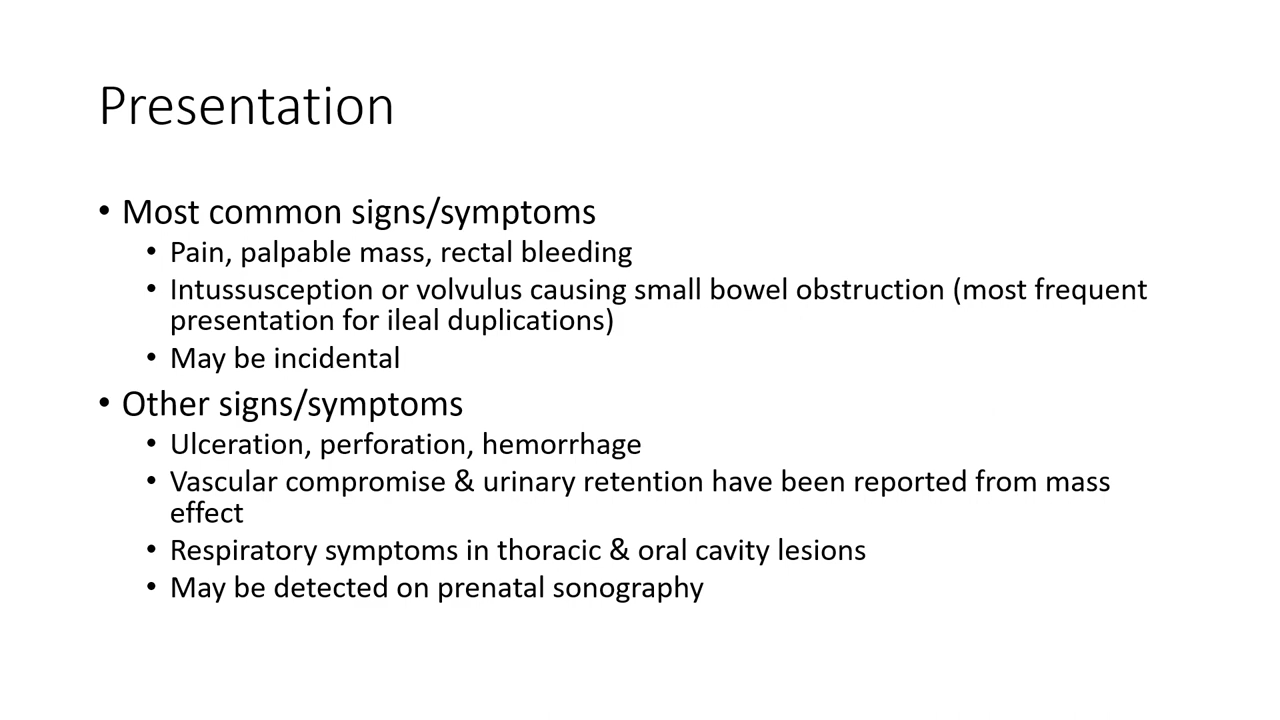 Presentation
• Most common signs/symptoms
• Pain, palpable mass, rectal bleeding
• Intussusception or volvulus causing small bowel obstruction (most frequent
presentation for ileal duplications)
• May be incidental
• Other signs/symptoms
• Ulceration, perforation, hemorrhage
• Vascular compromise & urinary retention have been reported from mass
effect
• Respiratory symptoms in thoracic & oral cavity lesions
• May be detected on prenatal sonography